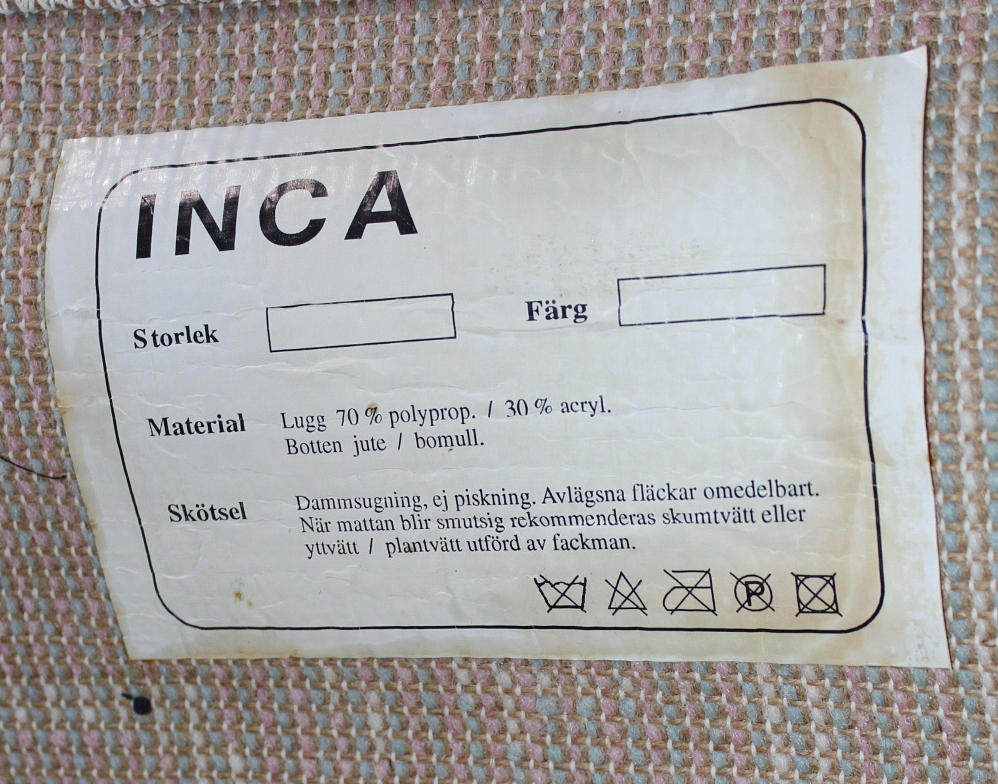 INCA
Storlek Färg
Material Lugg 70 % polyprop. / 30 % acryl.
Botten jute / bomull.
Skötsel Dammsugning, ej piskning. Avlägsna fläckar omedelbart.
När mattan blir smutsig rekommenderas skumtvätt eller
yttvätt / plantvätt utförd av fackman.
P